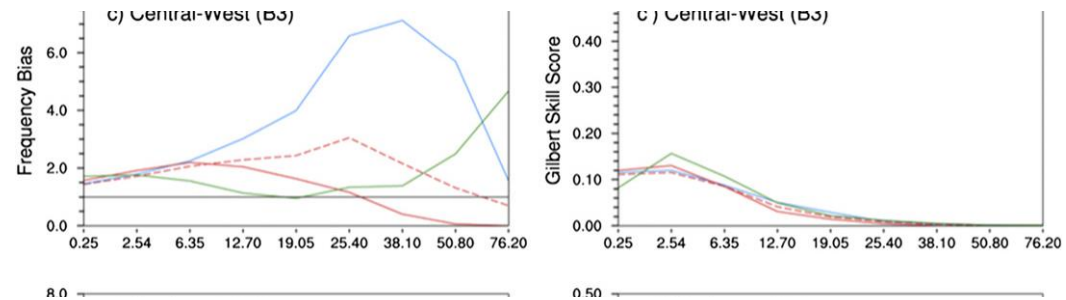 c) Central-West (B3)
Frequency Bias
6.0
4.0
2.0
0.0
0.25 2.54 6.35 12.70 19.05 25.40 38.10 50.80 76.20
8.0
c') Central-West (B3)
Gilbert Skill Score
0.40
0.30
0.20
0.10
0.00
0.25 2.54 6.35 12.70 19.05 25.40 38.10 50.80 76.20
0.50